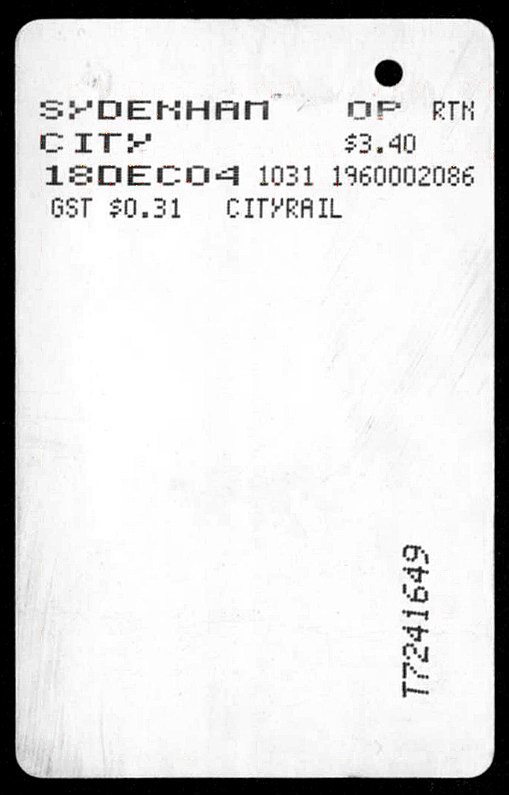 SYDENHAM OP RTN
CITY $3.40
18DEC04 1031 1960002086
GST $0.31 CITYRAIL
T7241649